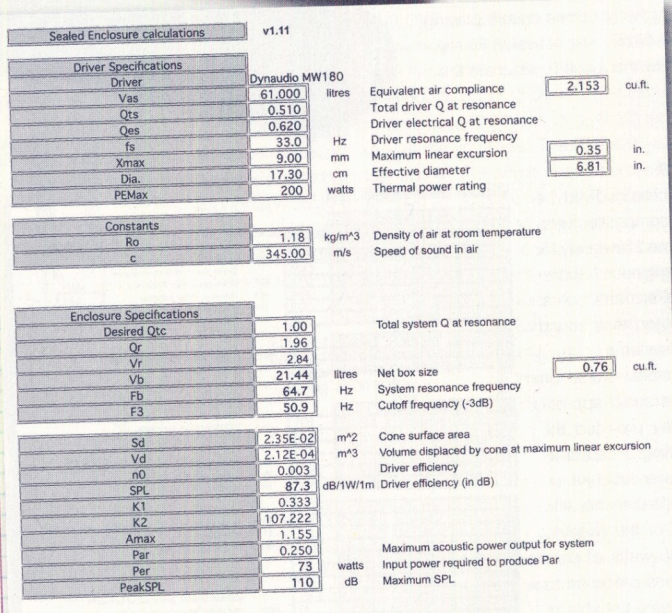 Sealed Enclosure calculations v1.11
Driver Specifications
Driver Dynaudio MW180
Vas 61.000 litres Equivalent air compliance 2.153 cu.ft.
Qts 0.510 Total driver Q at resonance
Qes 0.620 Driver electrical Q at resonance
fs 33.0 Hz Driver resonance frequency
Xmax 9.00 mm Maximum linear excursion 0.35 in.
Dia. 17.30 cm Effective diameter 6.81 in.
PEMax 200 watts Thermal power rating
Constants
Ro 1.18 kg/m^3 Density of air at room temperature
c 345.00 m/s Speed of sound in air
Enclosure Specifications
Desired Qtc 1.00 Total system Q at resonance
Qr 1.96
Vr 2.84
Vb 21.44 litres Net box size 0.76 cu.ft.
Fb 64.7 Hz System resonance frequency
F3 50.9 Hz Cutoff frequency (-3dB)
Sd 2.35E-02 m^2 Cone surface area
Vd 2.12E-04 m^3 Volume displaced by cone at maximum linear excursion
n0 0.003 Driver efficiency
SPL 87.3 dB/1W/1m Driver efficiency (in dB)
K1 0.333
K2 107.222
Amax 1.155
Par 0.250 Maximum acoustic power output for system
Per 73 watts Input power required to produce Par
PeakSPL 110 dB Maximum SPL